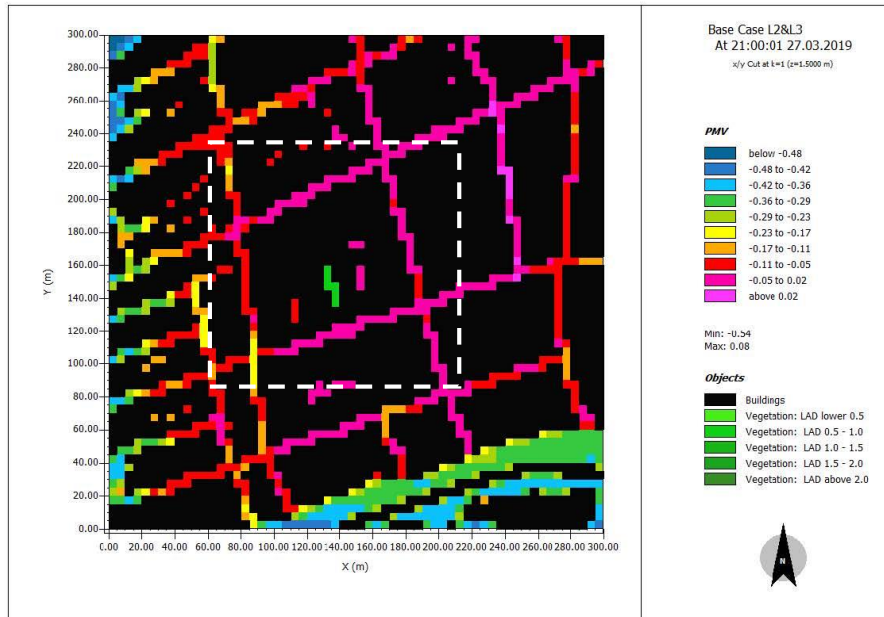 Base Case L2&L3
At 21:00:01 27.03.2019
x/y Cut at k=1 (z=1.5000 m)
PMV
below -0.48
-0.48 to -0.42
-0.42 to -0.36
-0.36 to -0.29
-0.29 to -0.23
-0.23 to -0.17
-0.17 to -0.11
-0.11 to -0.05
-0.05 to 0.02
above 0.02
Min: -0.54
Max: 0.08
Objects
Buildings
Vegetation: LAD lower 0.5
Vegetation: LAD 0.5 - 1.0
Vegetation: LAD 1.0 - 1.5
Vegetation: LAD 1.5 - 2.0
Vegetation: LAD above 2.0
N
300.00
280.00
260.00
240.00
220.00
200.00
180.00
160.00
140.00
120.00
100.00
80.00
60.00
40.00
20.00
0.00
Y (m)
0.00 20.00 40.00 60.00 80.00 100.00 120.00 140.00 160.00 180.00 200.00 220.00 240.00 260.00 280.00 300.00
X (m)